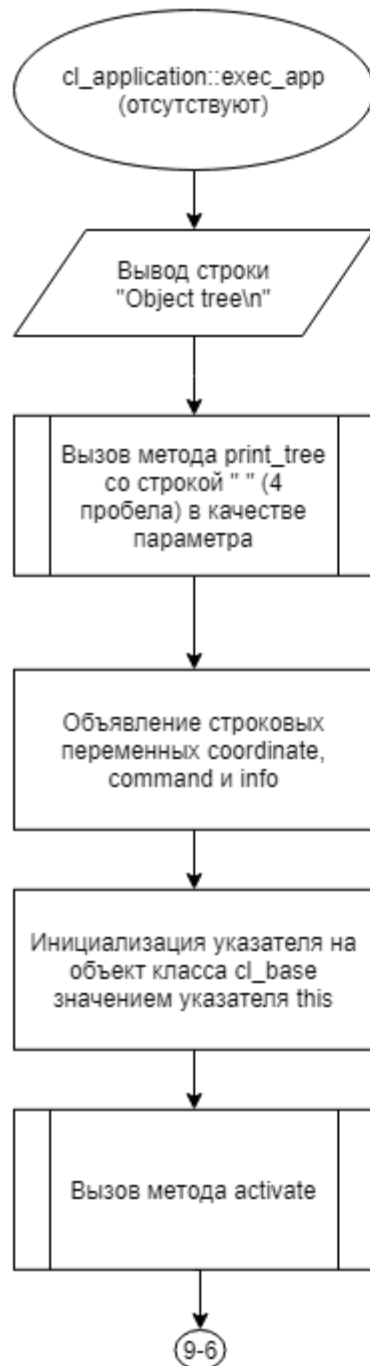 cl_application::exec_app
(отсутствуют)
Вывод строки
"Object tree\n"
Вызов метода print_tree
со строкой " " (4
пробела) в качестве
параметра
Объявление строковых
переменных coordinate,
command и info
Инициализация указателя на
объект класса cl_base
значением указателя this
Вызов метода activate
9-6